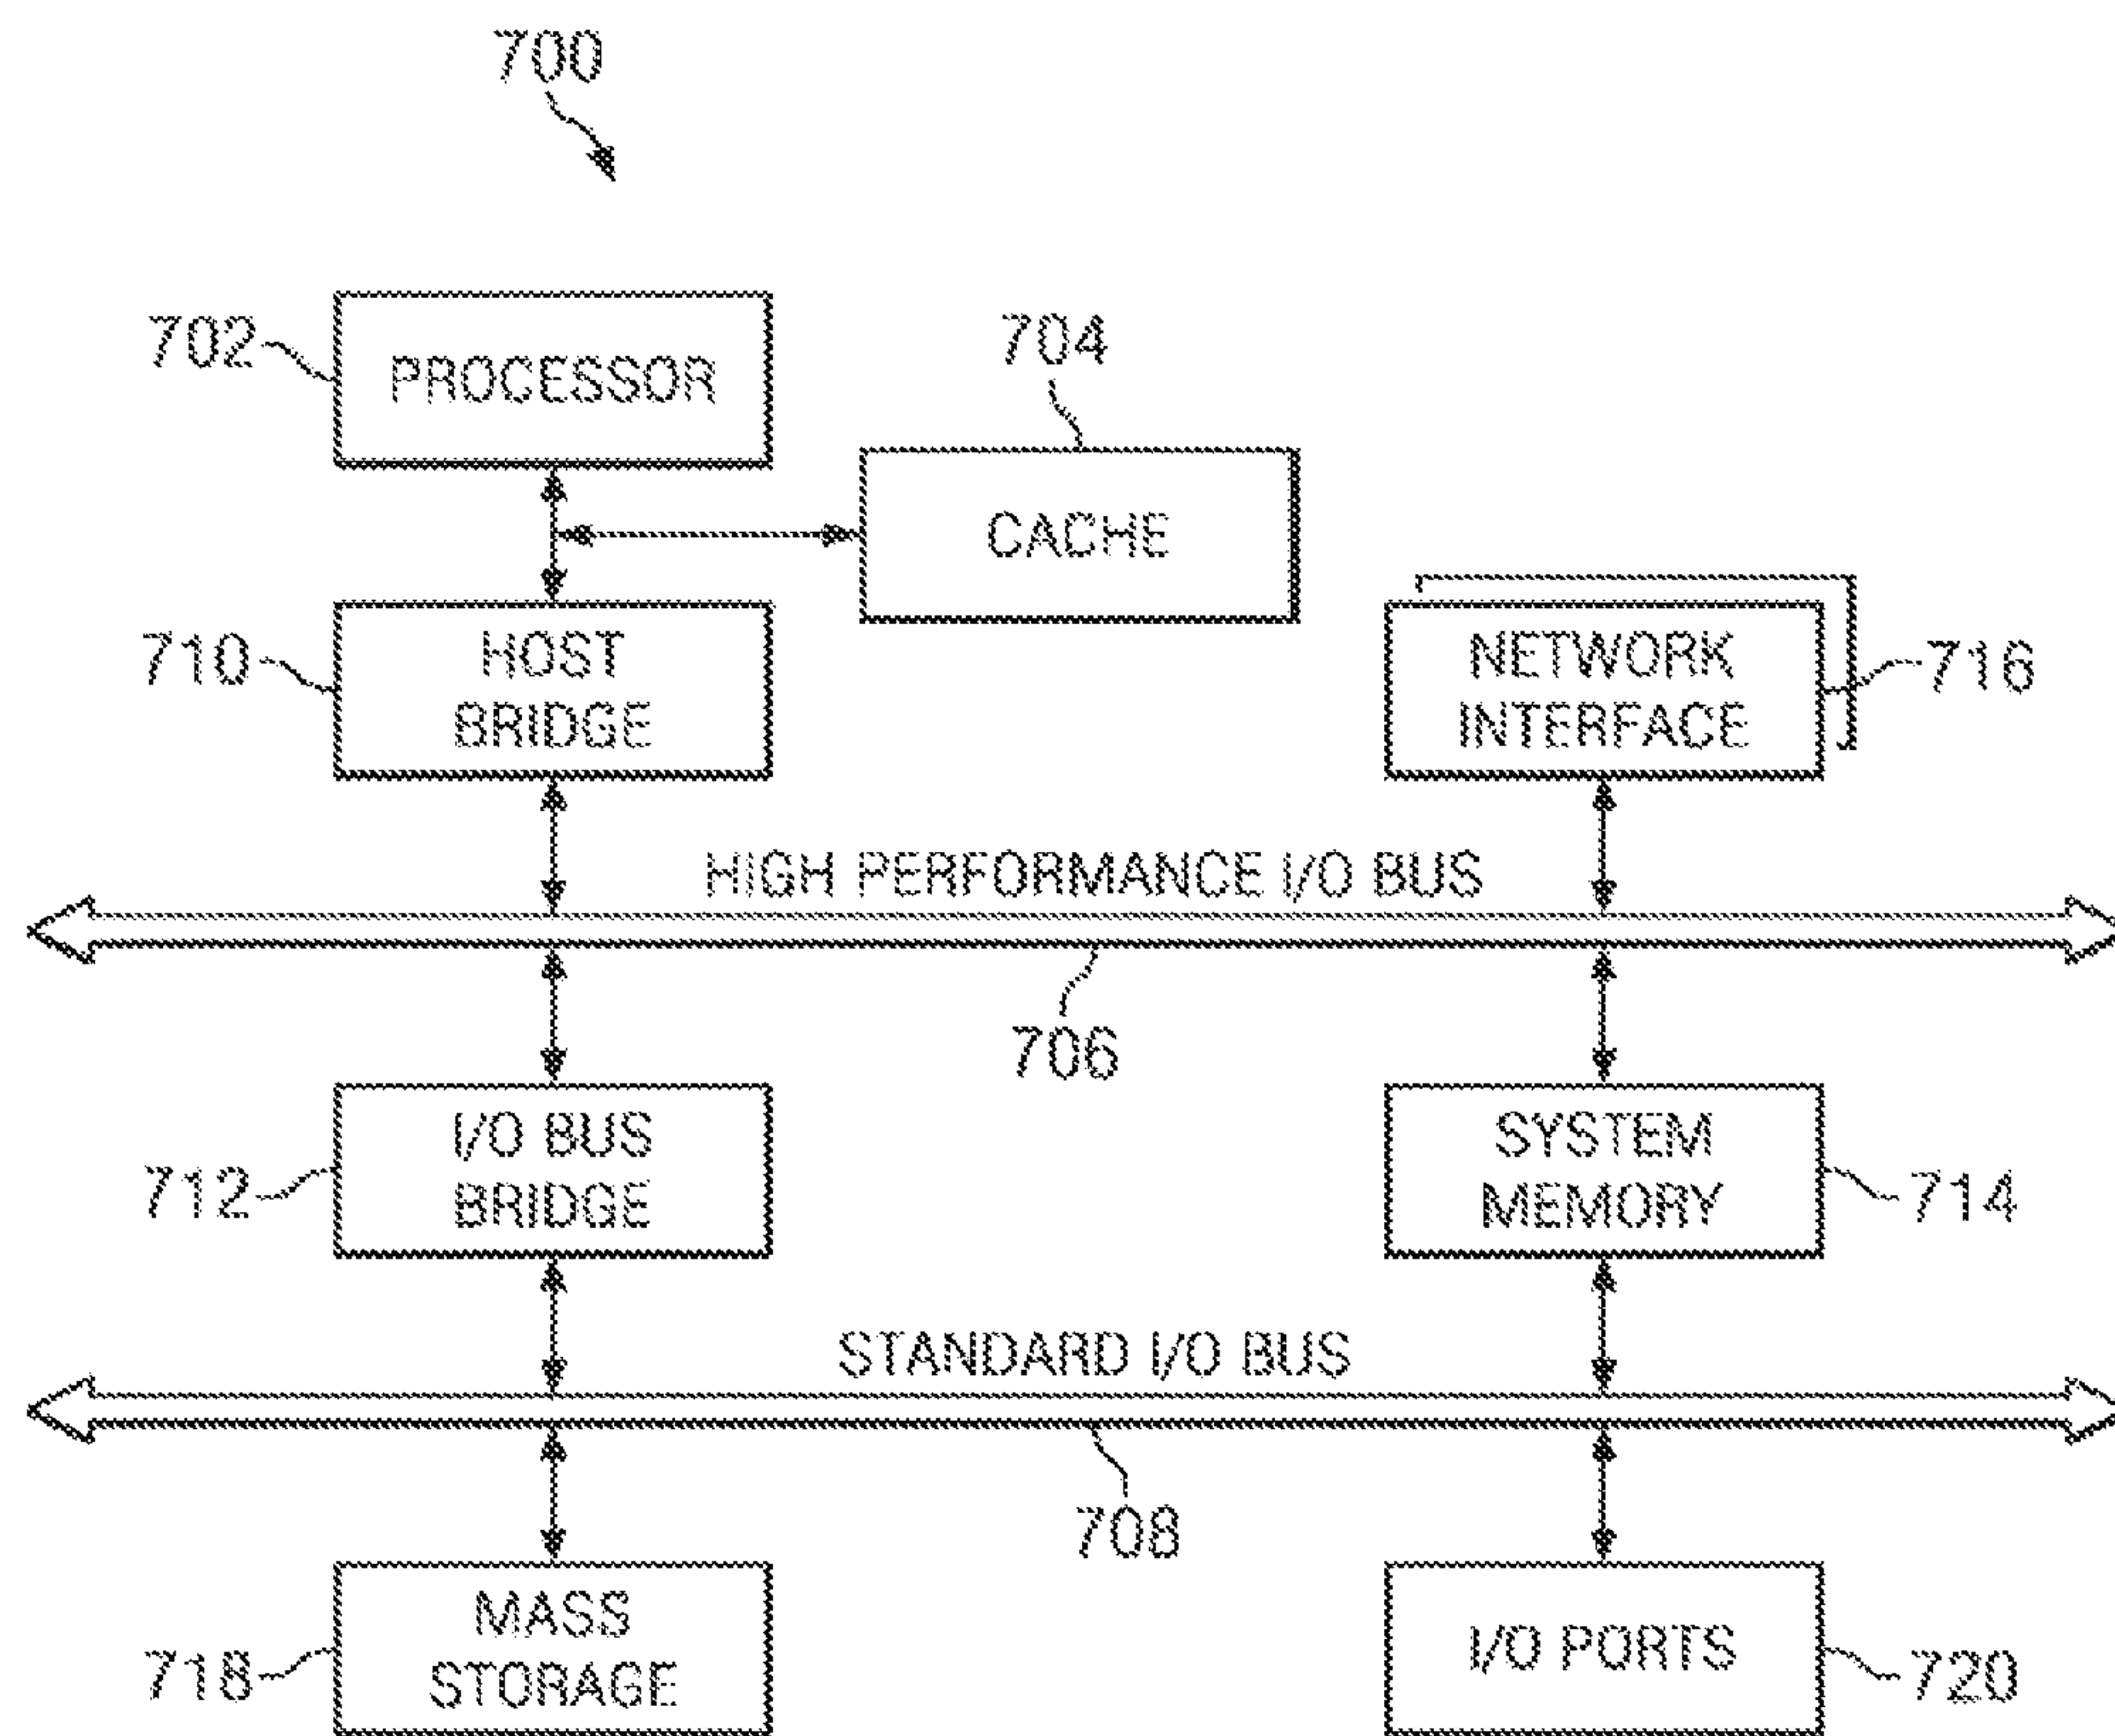 700
702
PROCESSOR
704
CACHE
710
HOST
BRIDGE
NETWORK
INTERFACE
716
HIGH PERFORMANCE I/O BUS
706
712
I/O BUS
BRIDGE
SYSTEM
MEMORY
714
STANDARD I/O BUS
708
718
MASS
STORAGE
I/O PORTS
720